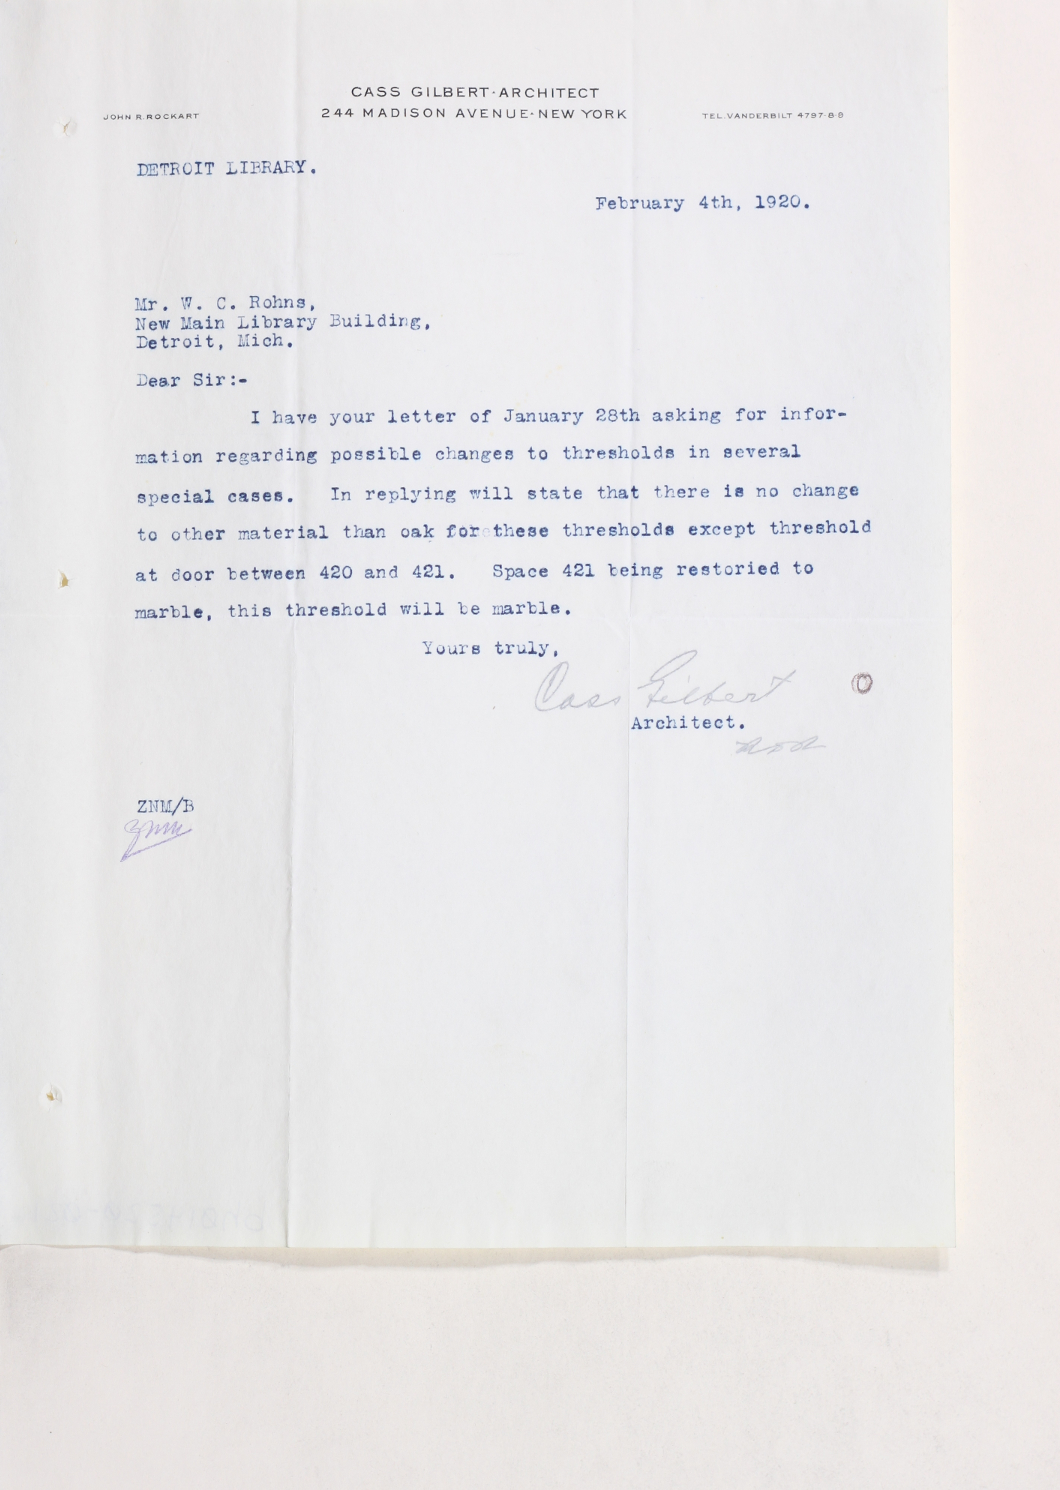 CASS GILBERT·ARCHITECT
244 MADISON AVENUE·NEW YORK
JOHN R. ROCKART
TEL. VANDERBILT 4797-8-9
DETROIT LIBRARY.
February 4th, 1920.
Mr. W. C. Rohns,
New Main Library Building,
Detroit, Mich.
Dear Sir:-
I have your letter of January 28th asking for infor-
mation regarding possible changes to thresholds in several
special cases. In replying will state that there is no change
to other material than oak for these thresholds except threshold
at door between 420 and 421. Space 421 being restoried to
marble, this threshold will be marble.
Yours truly,
Cass Gilbert
Architect.
ZNM/B
ZNM